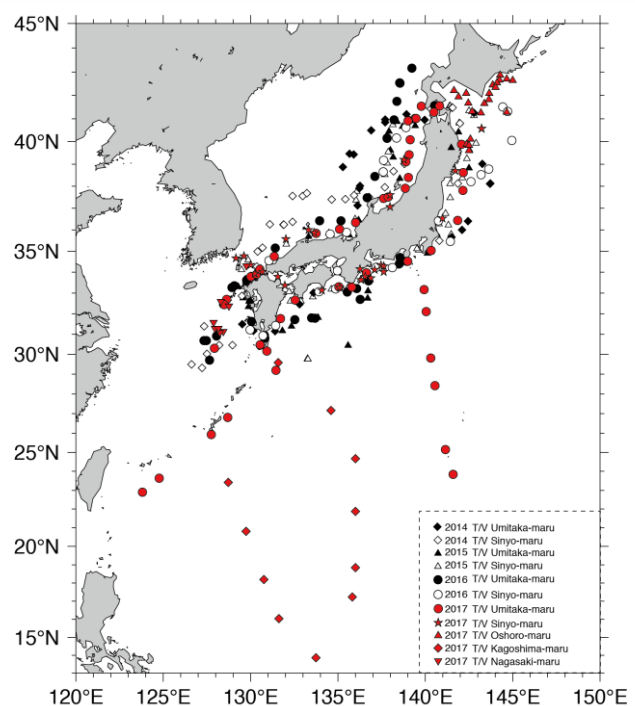 45°N
40°N
35°N
30°N
25°N
20°N
15°N
2014 T/V Umitaka-maru
2014 T/V Sinyo-maru
2015 T/V Umitaka-maru
2015 T/V Sinyo-maru
2016 T/V Umitaka-maru
2016 T/V Sinyo-maru
2017 T/V Umitaka-maru
2017 T/V Sinyo-maru
2017 T/V Oshoro-maru
2017 T/V Kagoshima-maru
2017 T/V Nagasaki-maru
120°E 125°E 130°E 135°E 140°E 145°E 150°E